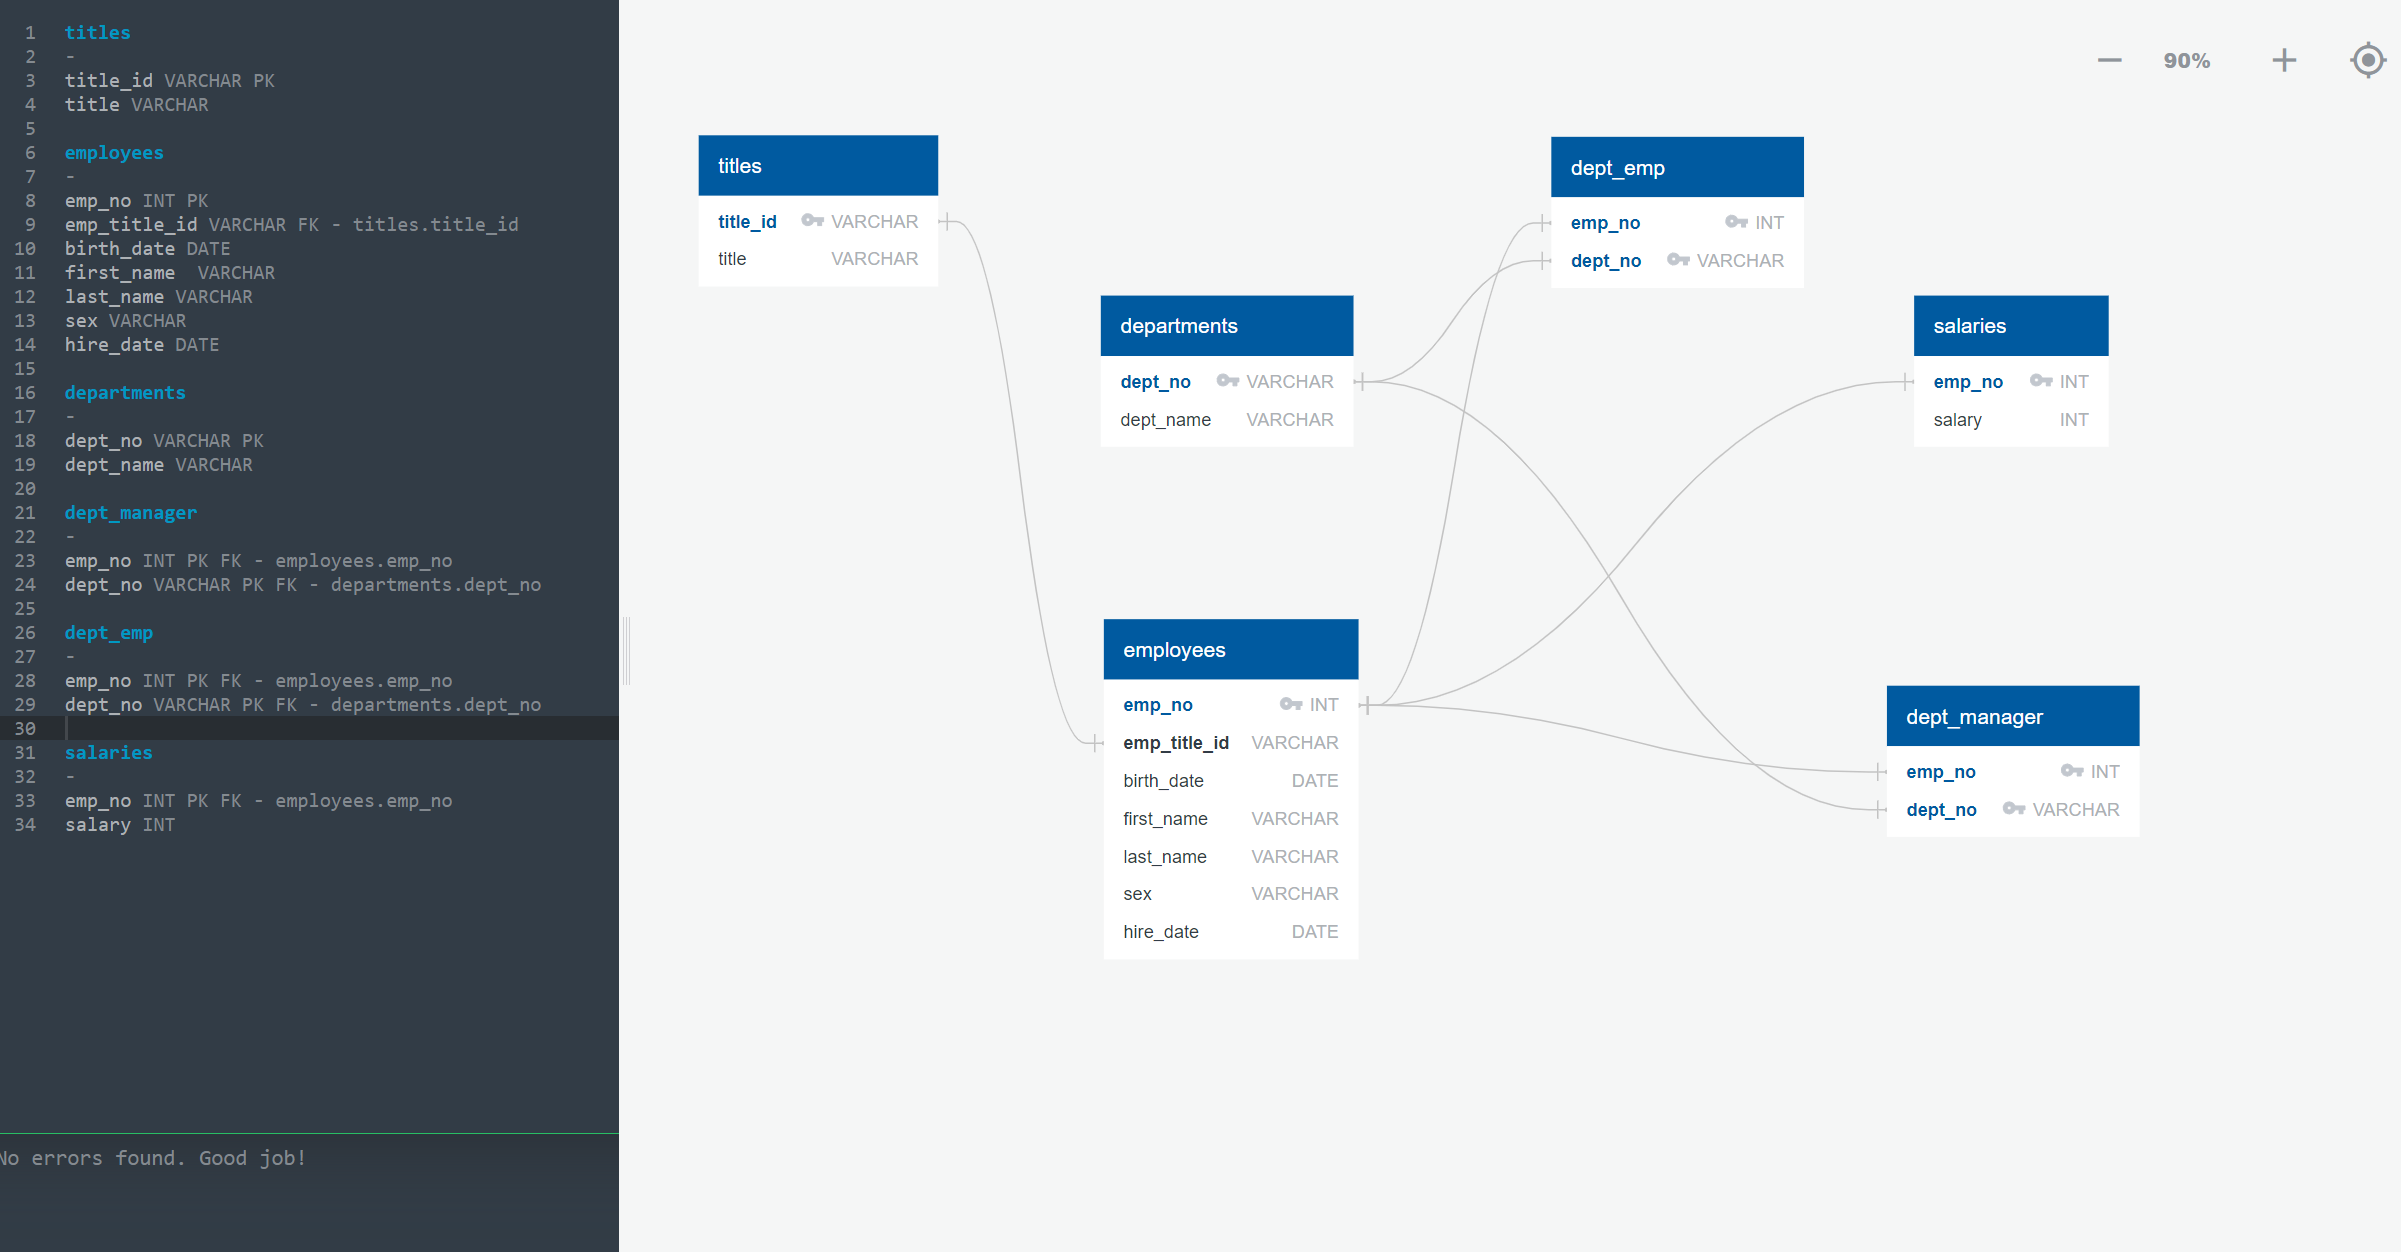 1 titles
2 -
3 title_id VARCHAR PK
4 title VARCHAR
5
6 employees
7 -
8 emp_no INT PK
9 emp_title_id VARCHAR FK - titles.title_id
10 birth_date DATE
11 first_name  VARCHAR
12 last_name VARCHAR
13 sex VARCHAR
14 hire_date DATE
15
16 departments
17 -
18 dept_no VARCHAR PK
19 dept_name VARCHAR
20
21 dept_manager
22 -
23 emp_no INT PK FK - employees.emp_no
24 dept_no VARCHAR PK FK - departments.dept_no
25
26 dept_emp
27 -
28 emp_no INT PK FK - employees.emp_no
29 dept_no VARCHAR PK FK - departments.dept_no
30
31 salaries
32 -
33 emp_no INT PK FK - employees.emp_no
34 salary INT
No errors found. Good job!
90%
titles
title_id VARCHAR
title VARCHAR
dept_emp
emp_no INT
dept_no VARCHAR
departments
dept_no VARCHAR
dept_name VARCHAR
salaries
emp_no INT
salary INT
employees
emp_no INT
emp_title_id VARCHAR
birth_date DATE
first_name VARCHAR
last_name VARCHAR
sex VARCHAR
hire_date DATE
dept_manager
emp_no INT
dept_no VARCHAR